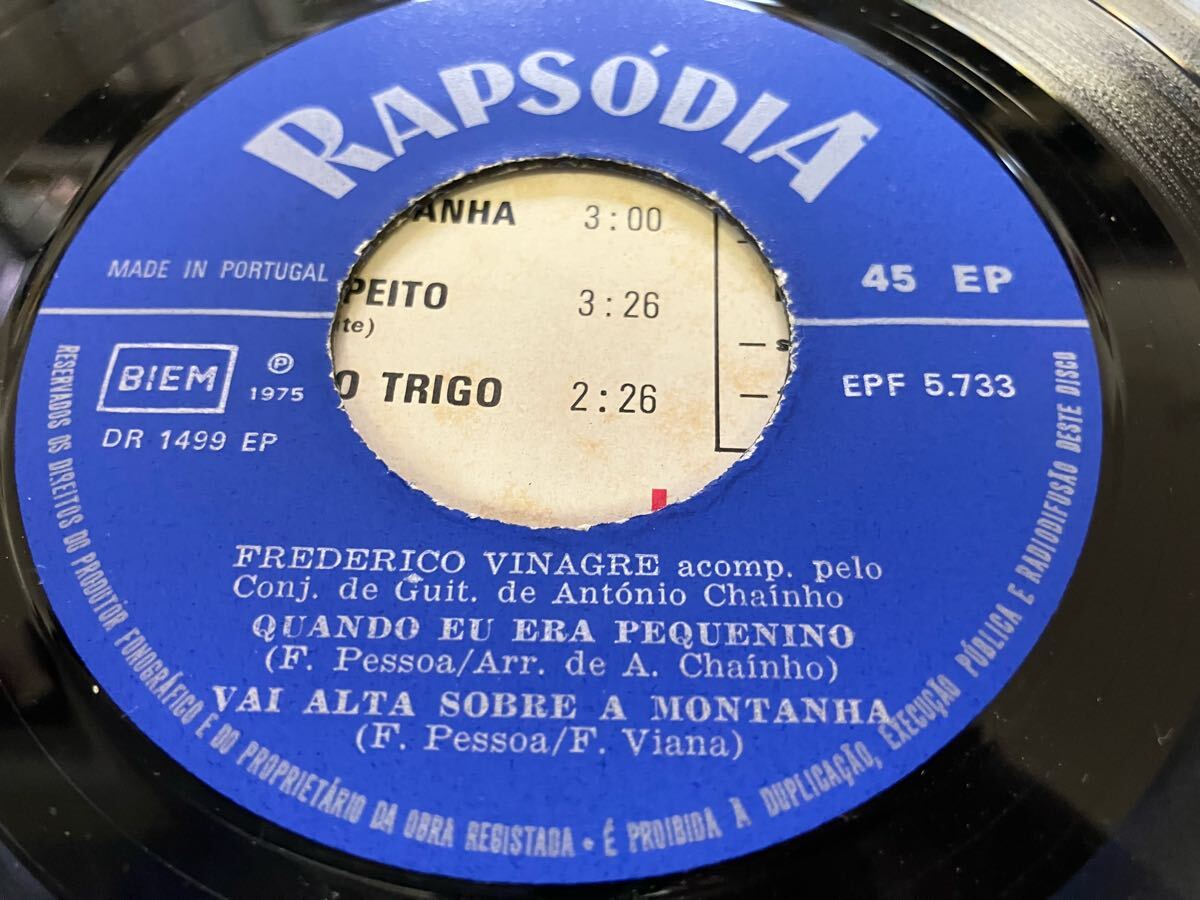 RAPSÓDIA
MADE IN PORTUGAL
45 EP
BIEM
Ⓟ
1975
DR 1499 EP
EPF 5.733
3:00
PEITO 3:26
O TRIGO 2:26
FREDERICO VINAGRE acomp. pelo
Conj. de Guit. de António Chaínho
QUANDO EU ERA PEQUENINO
(F. Pessoa/Arr. de A. Chaínho)
VAI ALTA SOBRE A MONTANHA
(F. Pessoa/F. Viana)
RESERVADOS OS DIREITOS DO PRODUTOR FONOGRÁFICO E DO PROPRIETÁRIO DA OBRA REGISTADA • É PROIBIDA A DUPLICAÇÃO, EXECUÇÃO PÚBLICA E RADIODIFUSÃO DESTE DISCO